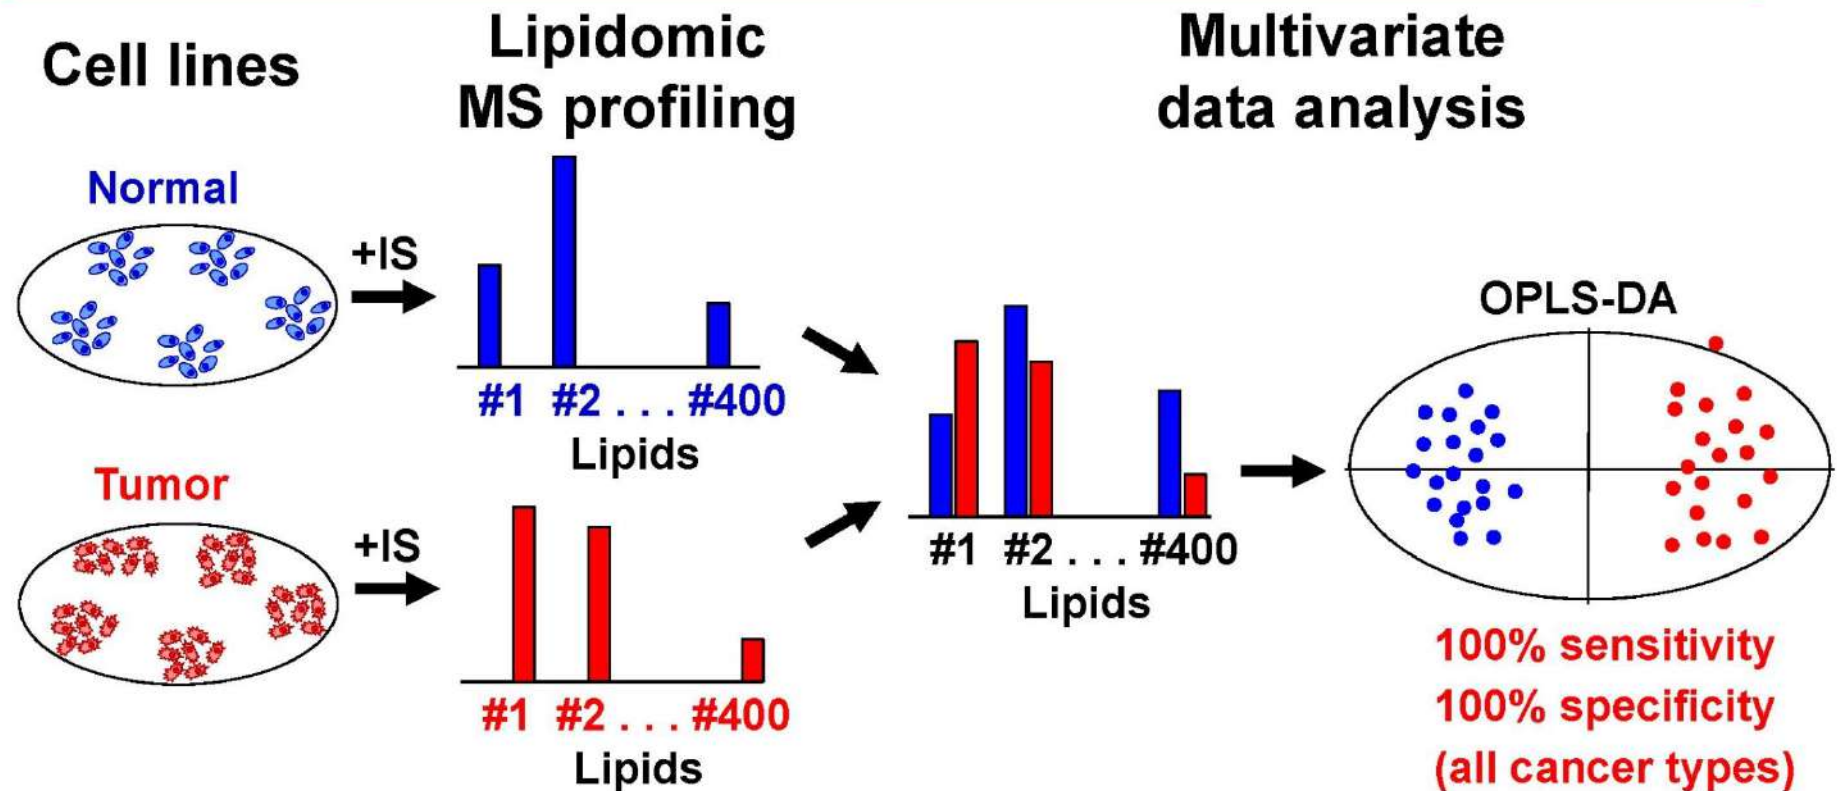 Cell lines
Lipidomic
MS profiling
Multivariate
data analysis
Normal
+IS
#1 #2 . . . #400
Lipids
Tumor
+IS
#1 #2 . . . #400
Lipids
#1 #2 . . . #400
Lipids
OPLS-DA
100% sensitivity
100% specificity
(all cancer types)